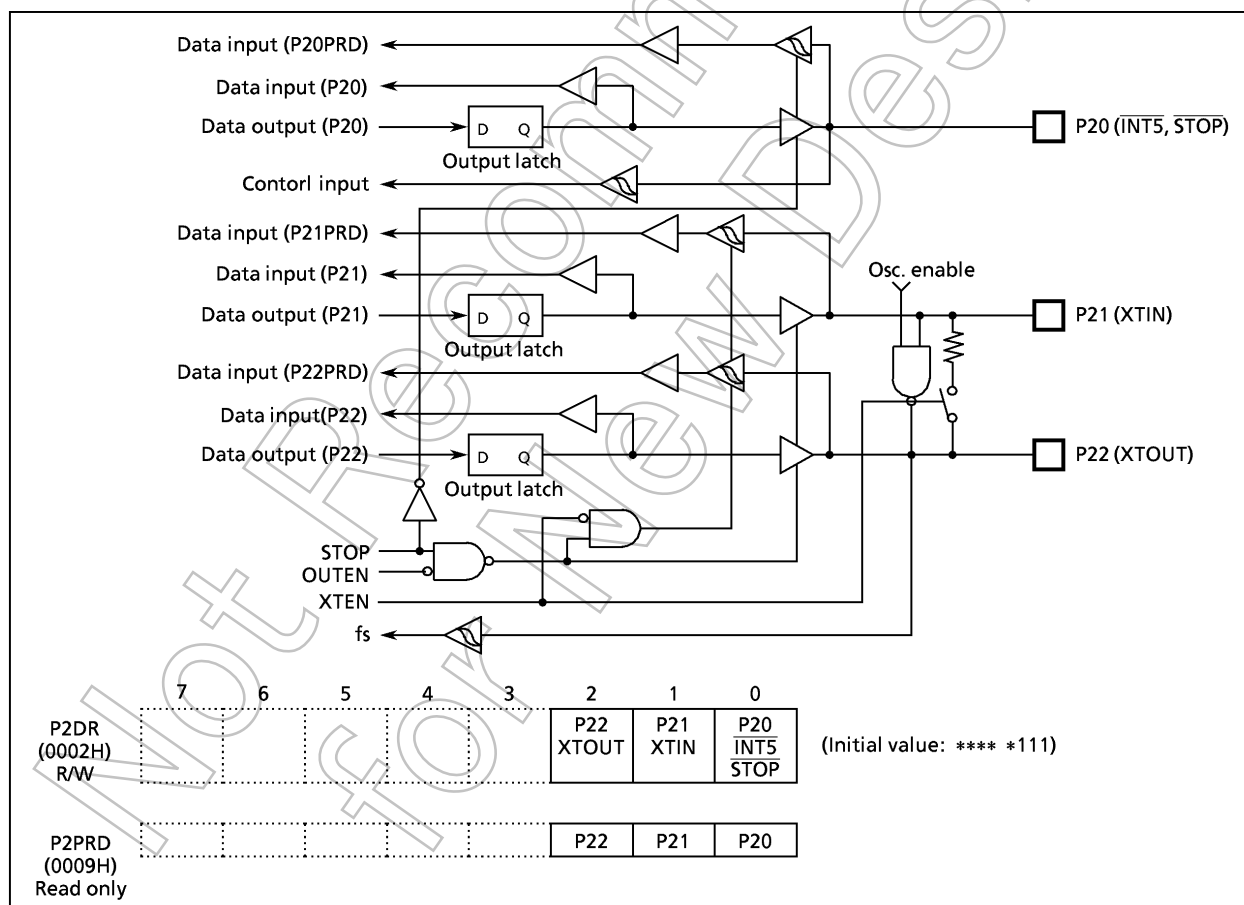 Data input (P20PRD)
Data input (P20)
Data output (P20)
D Q
Output latch
P20 (INT5, STOP)
Contorl input
Data input (P21PRD)
Data input (P21)
Osc. enable
Data output (P21)
D Q
Output latch
P21 (XTIN)
Data input (P22PRD)
Data input(P22)
Data output (P22)
D Q
Output latch
P22 (XTOUT)
STOP
OUTEN
XTEN
fs
7 6 5 4 3 2 1 0
P2DR
(0002H)
R/W
P22
XTOUT
P21
XTIN
P20
INT5
STOP
(Initial value: **** *111)
P2PRD
(0009H)
Read only
P22 P21 P20